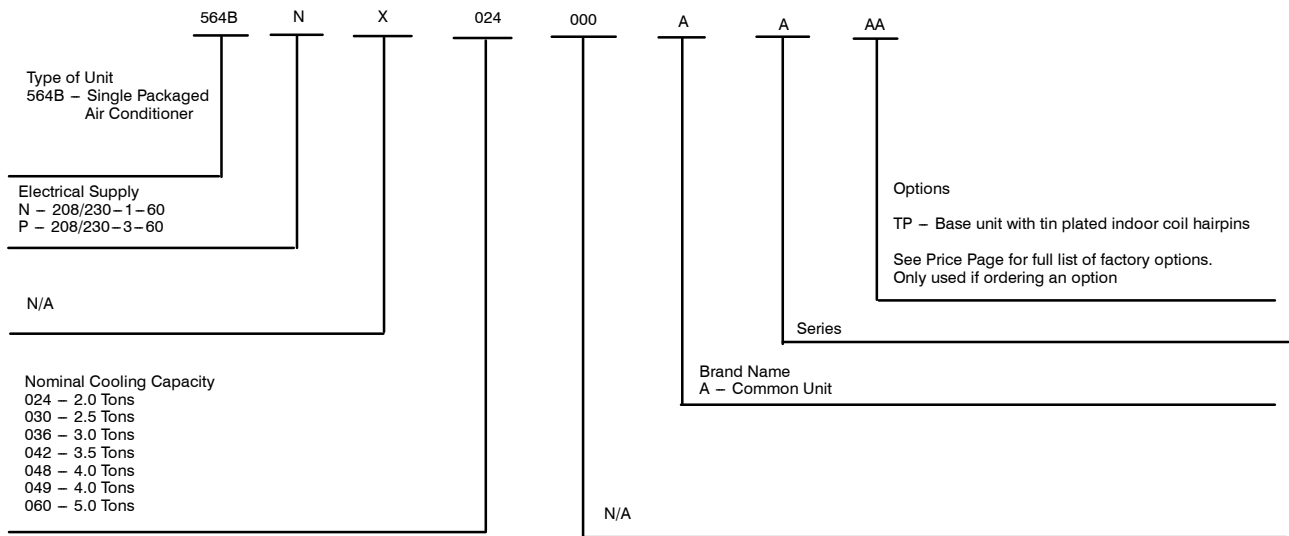 564B N X 024 000 A A AA
Type of Unit
564B – Single Packaged
Air Conditioner
Electrical Supply
N – 208/230–1–60
P – 208/230–3–60
N/A
Nominal Cooling Capacity
024 – 2.0 Tons
030 – 2.5 Tons
036 – 3.0 Tons
042 – 3.5 Tons
048 – 4.0 Tons
049 – 4.0 Tons
060 – 5.0 Tons
Options
TP – Base unit with tin plated indoor coil hairpins
See Price Page for full list of factory options.
Only used if ordering an option
Series
Brand Name
A – Common Unit
N/A